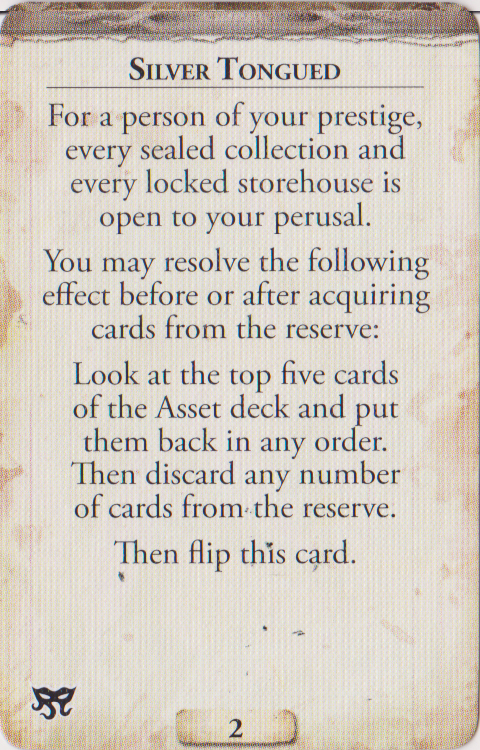 Silver Tongued
For a person of your prestige,
every sealed collection and
every locked storehouse is
open to your perusal.
You may resolve the following
effect before or after acquiring
cards from the reserve:
Look at the top five cards
of the Asset deck and put
them back in any order.
Then discard any number
of cards from the reserve.
Then flip this card.
2